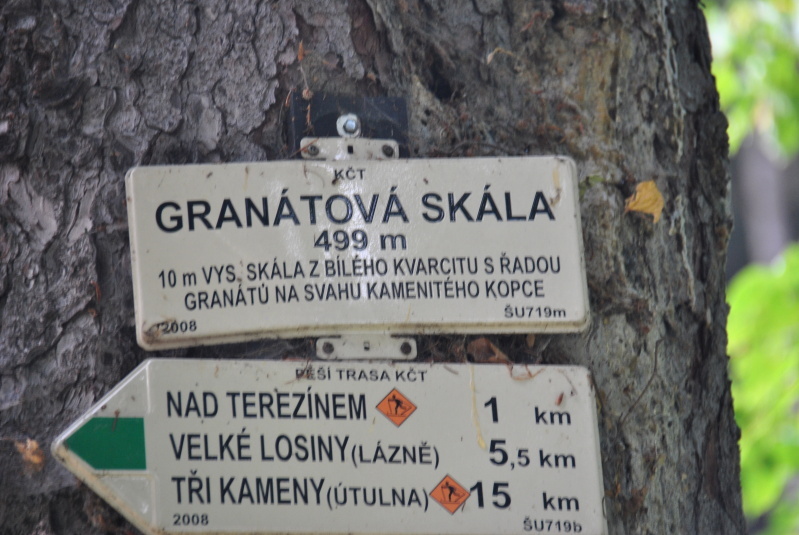 KČT
GRANÁTOVÁ SKÁLA
499 m
10 m VYS. SKÁLA Z BÍLÉHO KVARCITU S ŘADOU
GRANÁTŮ NA SVAHU KAMENITÉHO KOPCE
2008 ŠU719m
PĚŠÍ TRASA KČT
NAD TEREZÍNEM 1 km
VELKÉ LOSINY (LÁZNĚ) 5,5 km
TŘI KAMENY (ÚTULNA) 15 km
2008 ŠU719b